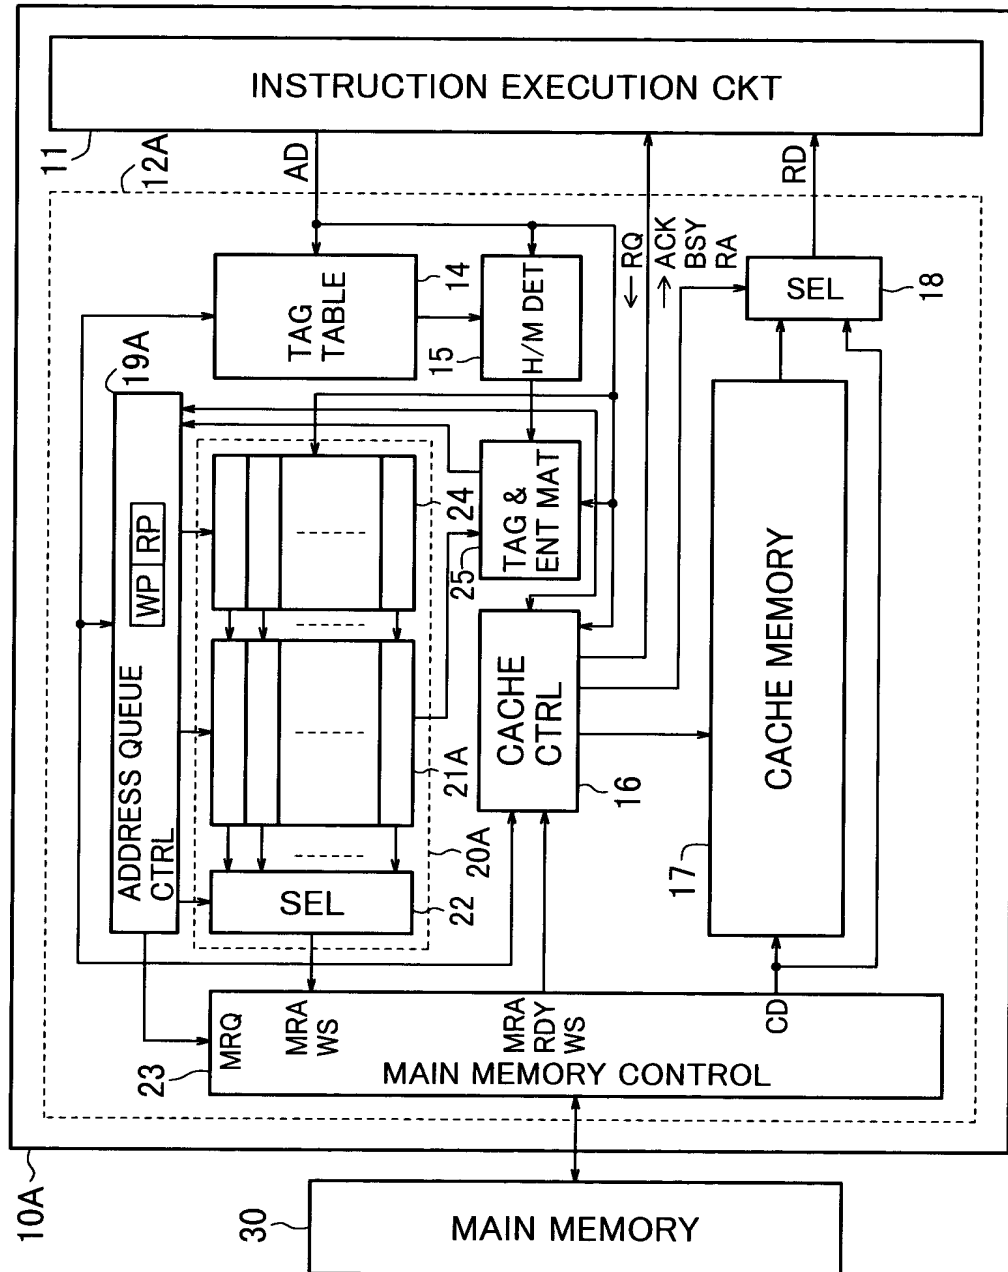 INSTRUCTION EXECUTION CKT
11
12A
AD
RD
19A
TAG
TABLE
14
15
H/M DET
← RQ
→ ACK
BSY
RA
SEL
18
ADDRESS QUEUE
CTRL
WP
RP
24
25
TAG &
ENT MAT
21A
CACHE
CTRL
16
CACHE MEMORY
17
SEL
22
20A
MRQ
MRA
WS
MRA
RDY
WS
CD
23
MAIN MEMORY CONTROL
10A
30
MAIN MEMORY